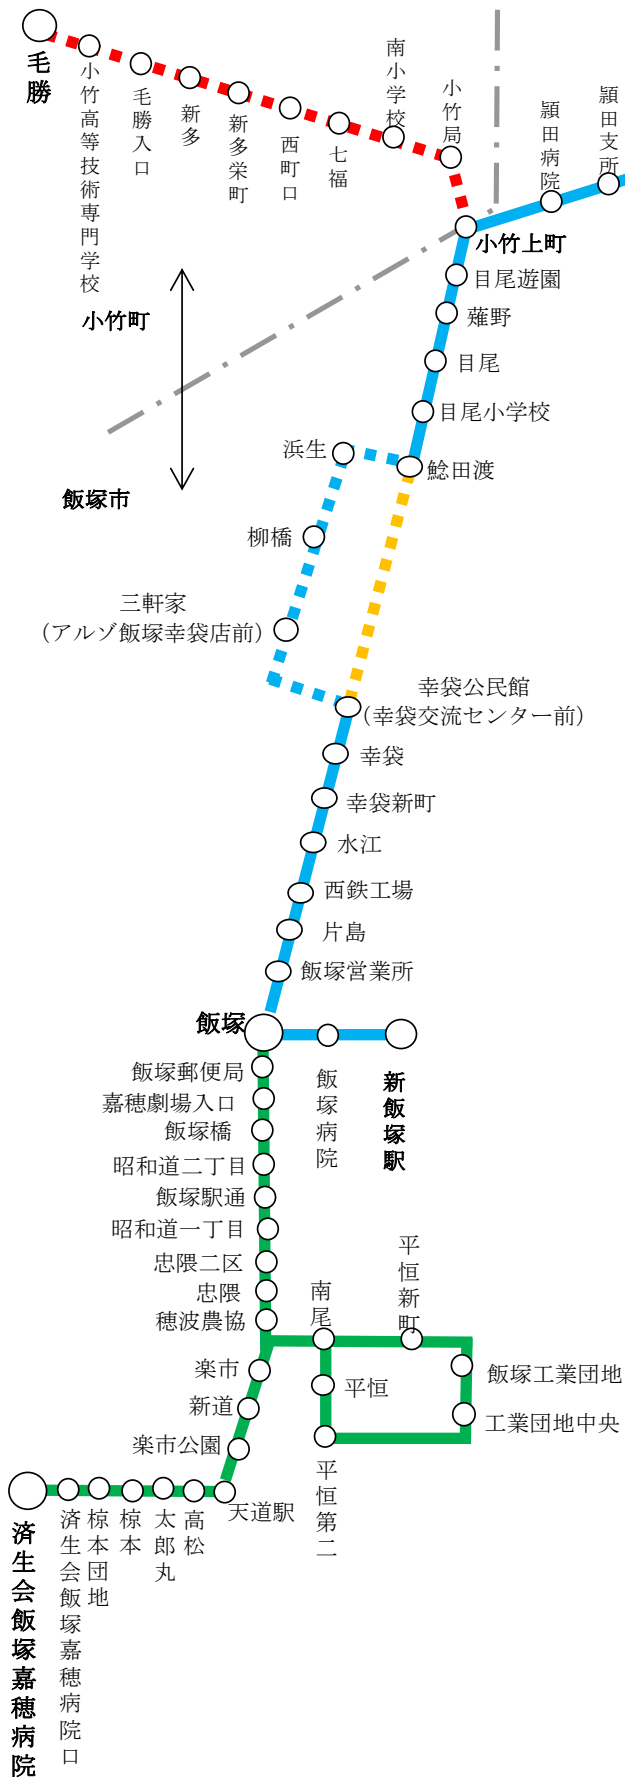 毛勝
小竹高等技術専門学校
毛勝入口
新多
新多栄町
西町口
七福
南小学校
小竹局
頴田病院
頴田支所
小竹上町
目尾遊園
薙野
目尾
目尾小学校
小竹町
飯塚市
浜生
鯰田渡
柳橋
三軒家
(アルゾ飯塚幸袋店前)
幸袋公民館
(幸袋交流センター前)
幸袋
幸袋新町
水江
西鉄工場
片島
飯塚営業所
飯塚
飯塚病院
新飯塚駅
飯塚郵便局
嘉穂劇場入口
飯塚橋
昭和道二丁目
飯塚駅通
昭和道一丁目
忠隈二区
忠隈
穂波農協
南尾
平恒新町
飯塚工業団地
工業団地中央
平恒
平恒第二
楽市
新道
楽市公園
天道駅
高松
太郎丸
椋本
椋本団地
済生会飯塚嘉穂病院口
済生会飯塚嘉穂病院